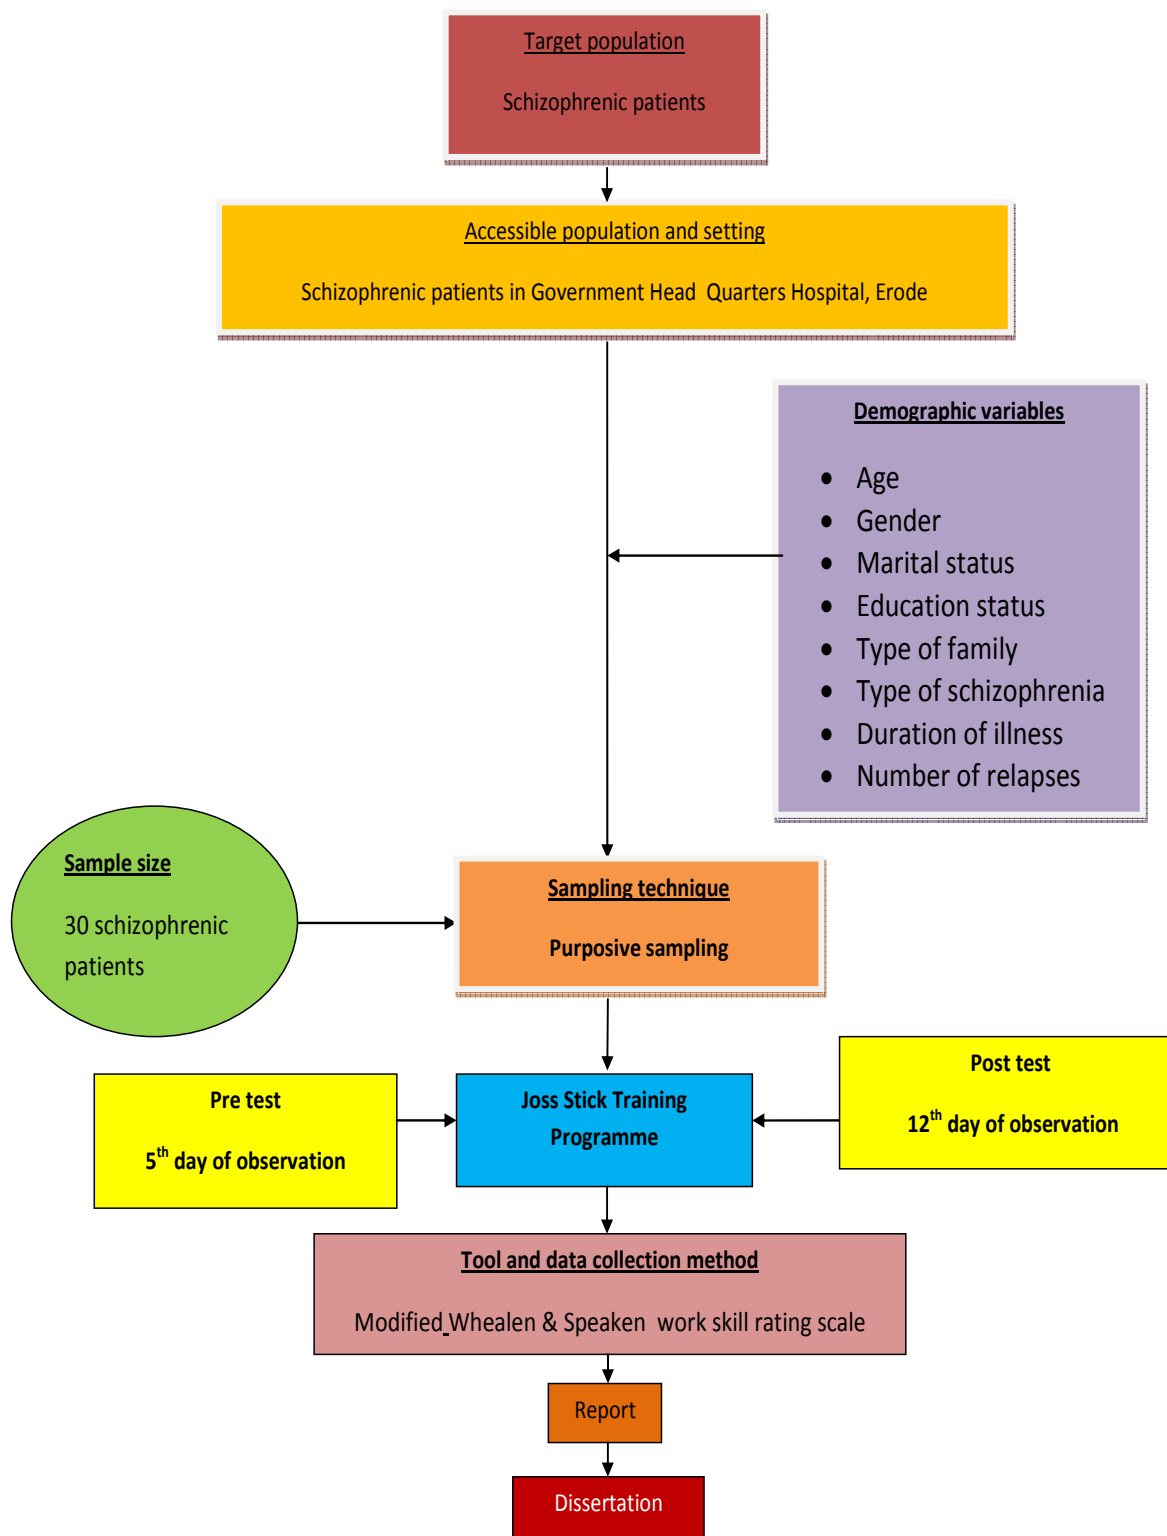 Target population
Schizophrenic patients
Accessible population and setting
Schizophrenic patients in Government Head Quarters Hospital, Erode
Demographic variables
• Age
• Gender
• Marital status
• Education status
• Type of family
• Type of schizophrenia
• Duration of illness
• Number of relapses
Sample size
30 schizophrenic
patients
Sampling technique
Purposive sampling
Pre test
5th day of observation
Joss Stick Training
Programme
Post test
12th day of observation
Tool and data collection method
Modified Whealen & Speaken work skill rating scale
Report
Dissertation